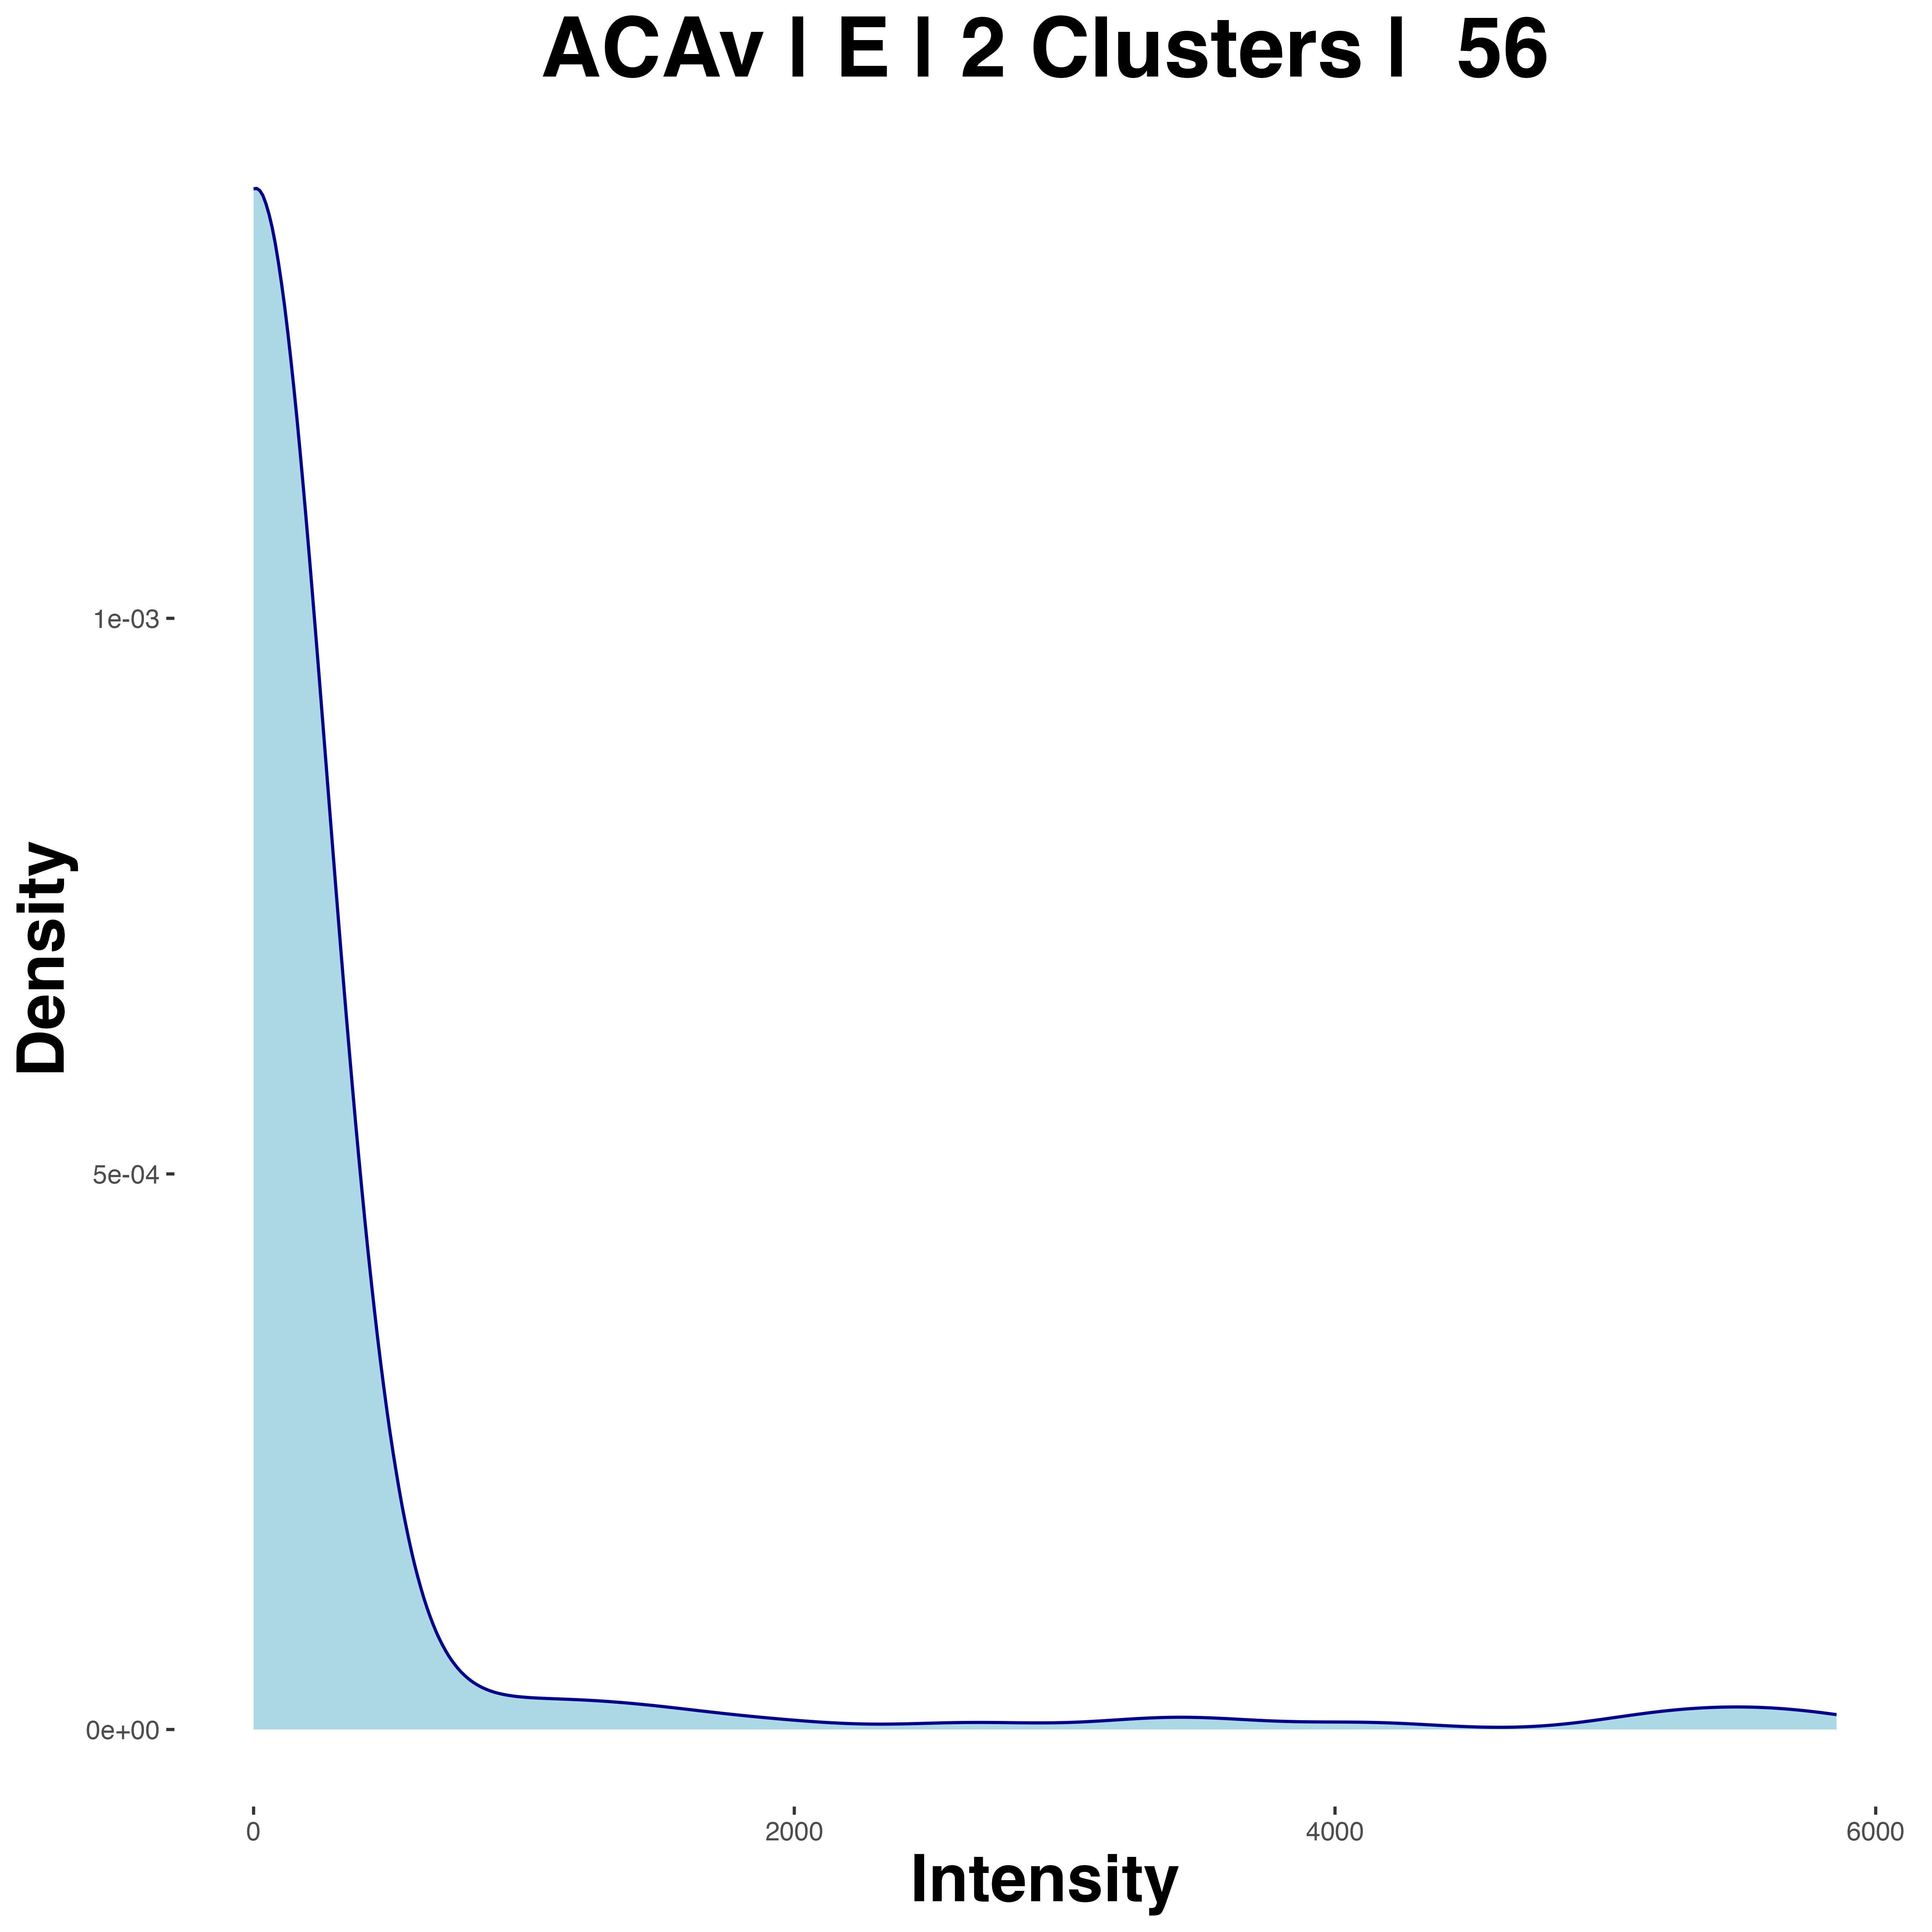 ACAv | E | 2 Clusters | 56
Density
1e-03
5e-04
0e+00
0 2000 4000 6000
Intensity